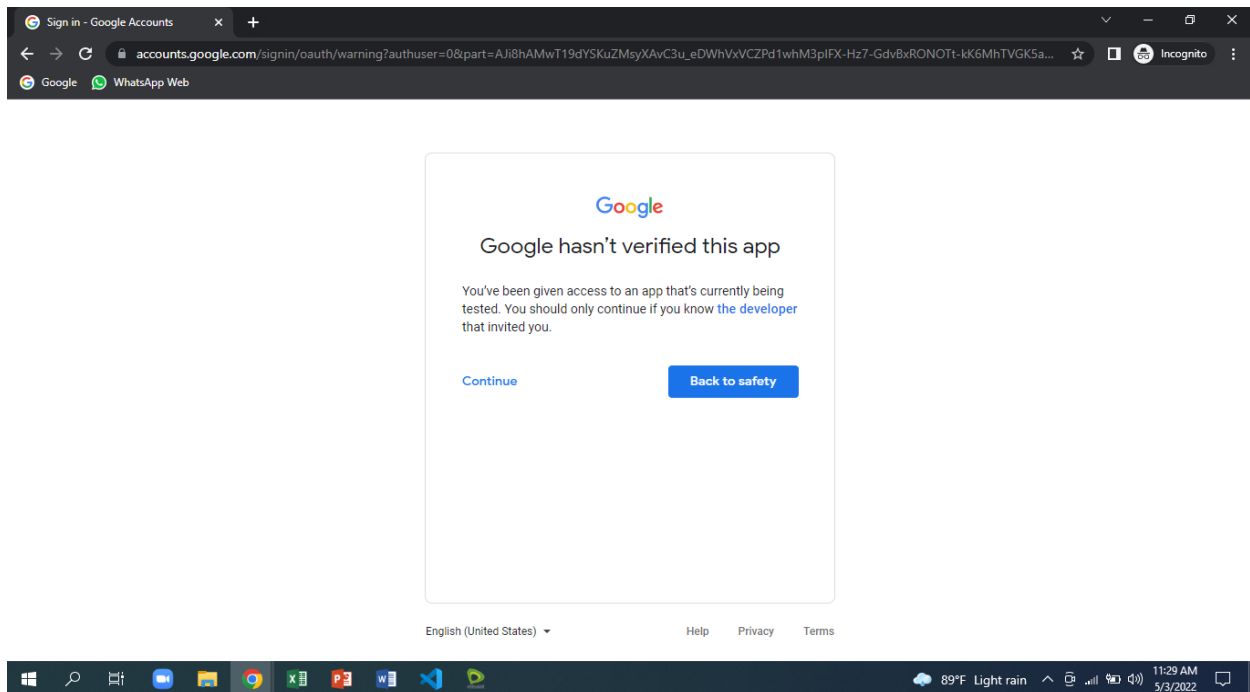 Sign in - Google Accounts
accounts.google.com/signin/oauth/warning?authuser=0&part=AJi8hAMwT19dYSKuZMsyXAvC3u_eDWhVxVCZPd1whM3pIFX-Hz7-GdvBxRONOTt-kK6MhTVGK5a... Incognito
Google WhatsApp Web
Google
Google hasn't verified this app
You've been given access to an app that's currently being
tested. You should only continue if you know the developer
that invited you.
Continue Back to safety
English (United States) Help Privacy Terms
89°F Light rain 11:29 AM
5/3/2022